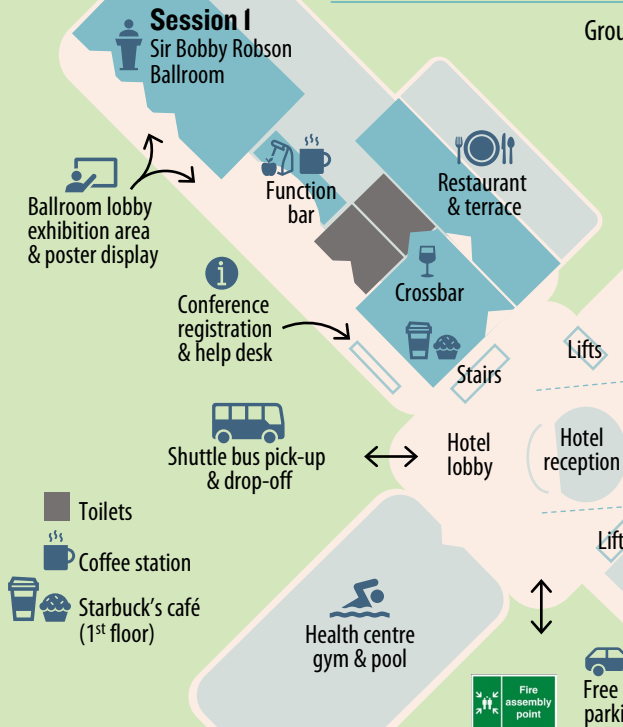 Session 1
Sir Bobby Robson
Ballroom
Grou
Restaurant
& terrace
Function
bar
Ballroom lobby
exhibition area
& poster display
Crossbar
i
Conference
registration
& help desk
Stairs
Lifts
Shuttle bus pick-up
& drop-off
Hotel
lobby
Hotel
reception
Toilets
Coffee station
Starbuck's café
(1st floor)
Lift
Health centre
gym & pool
Fire
assembly
point
Free
parki